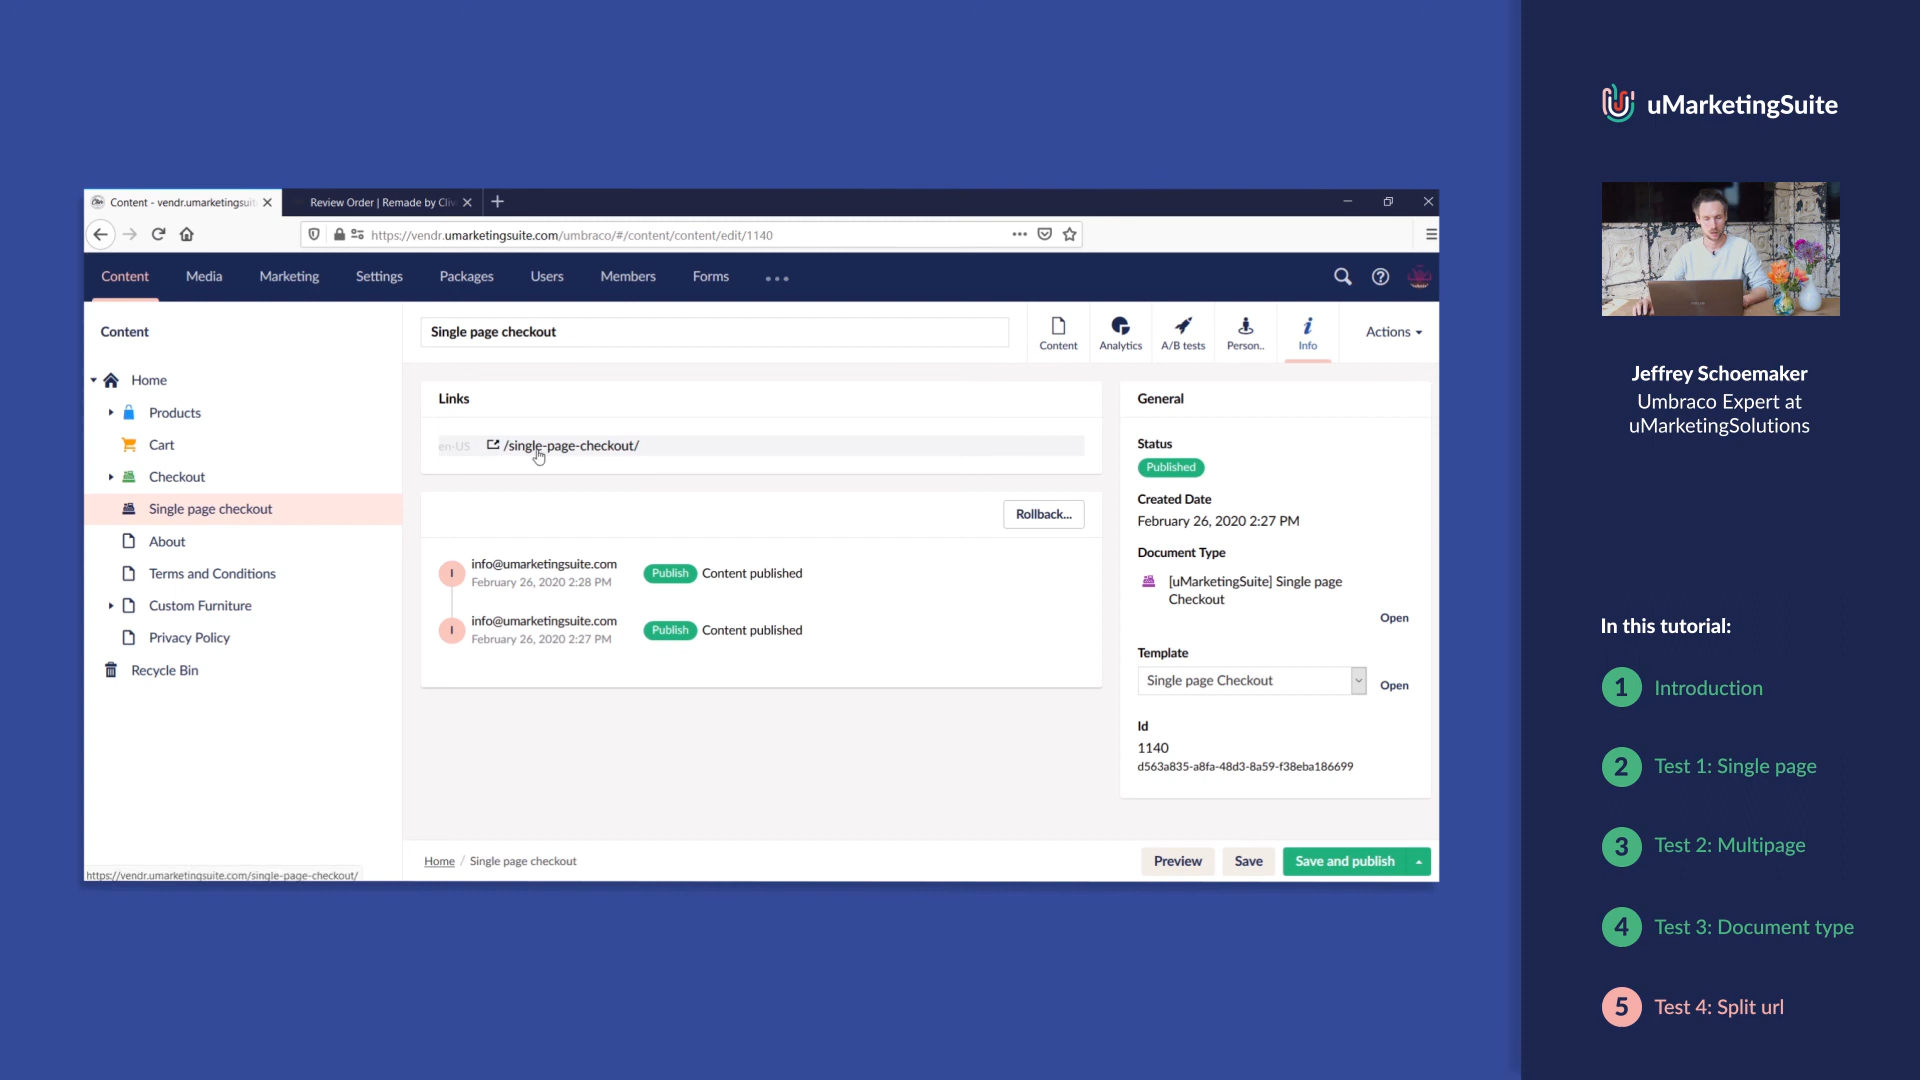 uMarketingSuite
Content - vendr.umarketingsuit
Review Order | Remade by Cliv
https://vendr.umarketingsuite.com/umbraco/#/content/content/edit/1140
Content
Media
Marketing
Settings
Packages
Users
Members
Forms
Content
Home
Products
Cart
Checkout
Single page checkout
About
Terms and Conditions
Custom Furniture
Privacy Policy
Recycle Bin
https://vendr.umarketingsuite.com/single-page-checkout/
Single page checkout
Content
Analytics
A/B tests
Person..
Info
Actions
Links
en-US
/single-page-checkout/
Rollback...
I
info@umarketingsuite.com
February 26, 2020 2:28 PM
Publish
Content published
I
info@umarketingsuite.com
February 26, 2020 2:27 PM
Publish
Content published
General
Status
Published
Created Date
February 26, 2020 2:27 PM
Document Type
[uMarketingSuite] Single page
Checkout
Open
Template
Single page Checkout
Open
Id
1140
d563a835-a8fa-48d3-8a59-f38eba186699
Home / Single page checkout
Preview
Save
Save and publish
Jeffrey Schoemaker
Umbraco Expert at
uMarketingSolutions
In this tutorial:
1 Introduction
2 Test 1: Single page
3 Test 2: Multipage
4 Test 3: Document type
5 Test 4: Split url